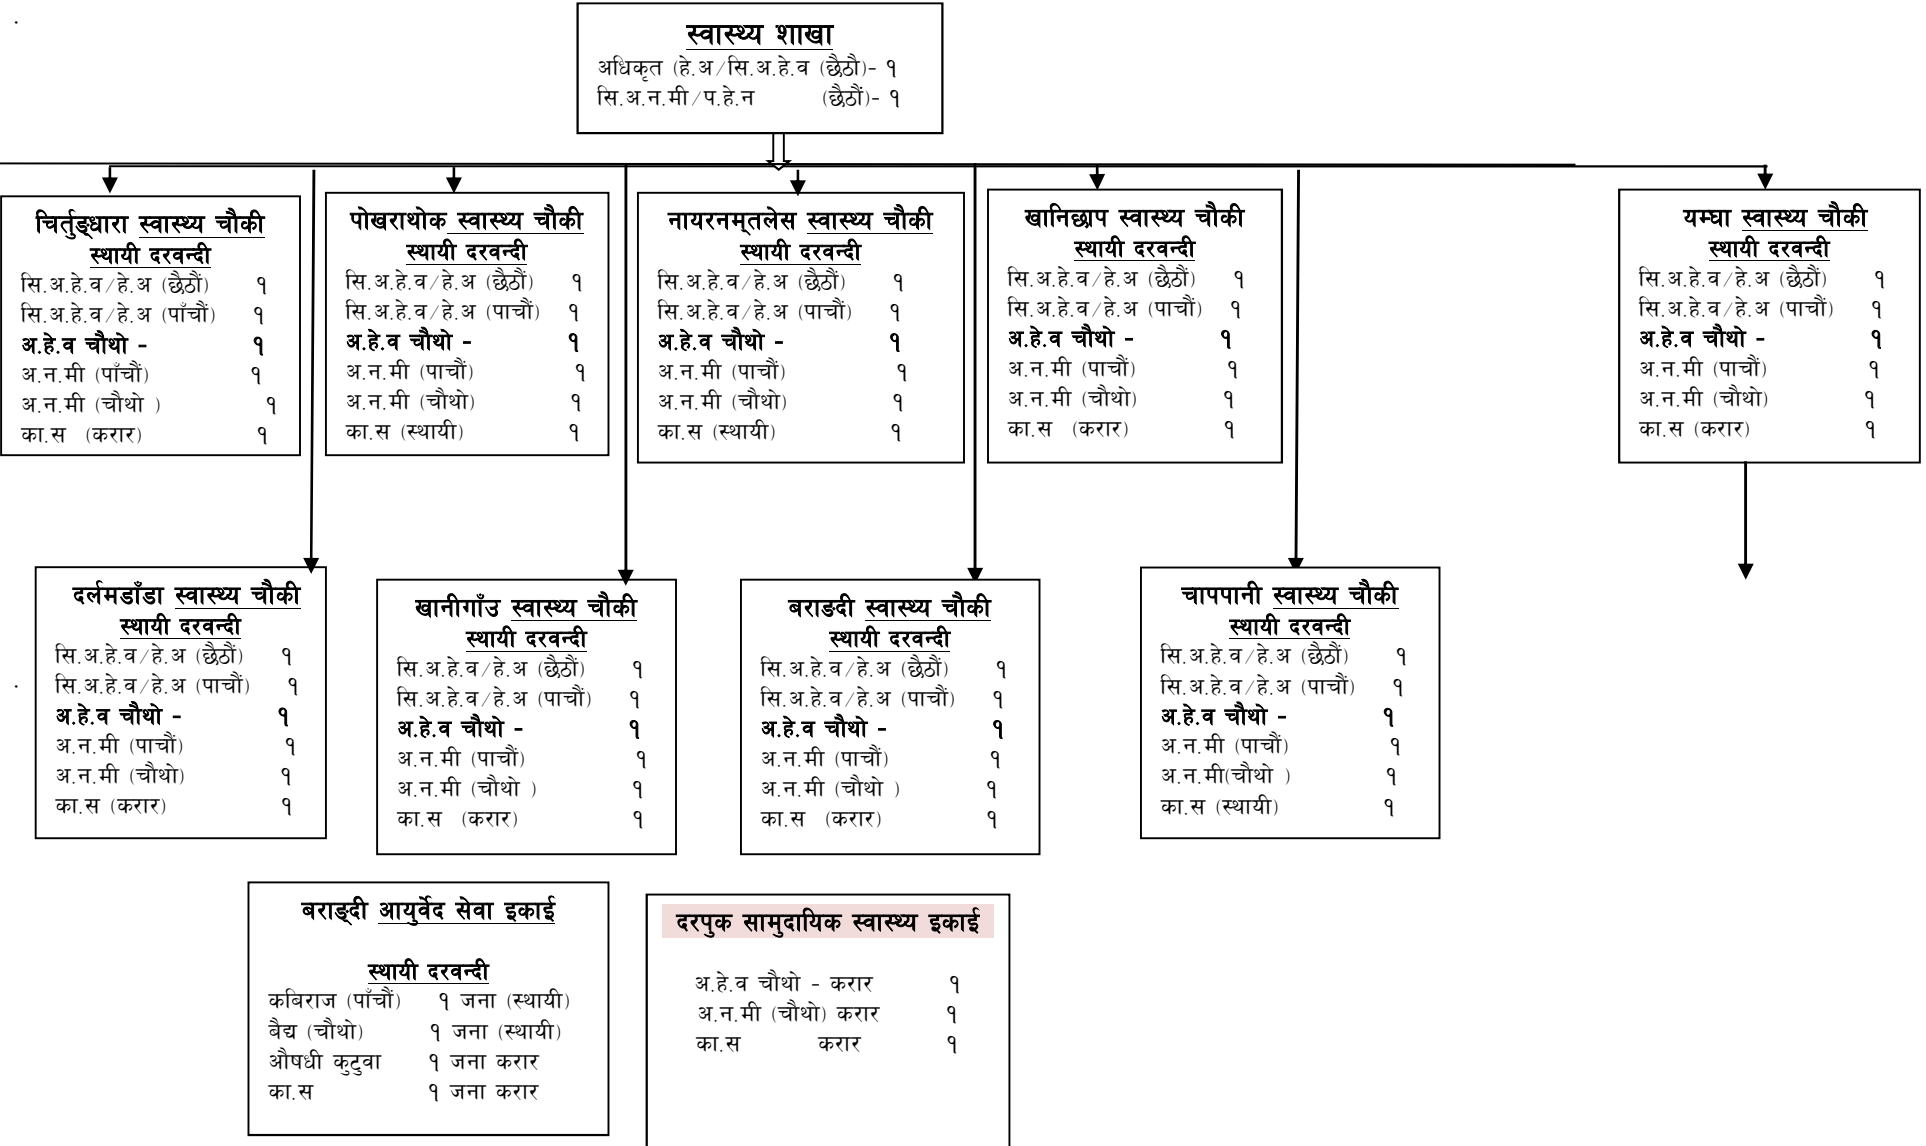 स्वास्थ्य शाखा
अधिकृत (हे.अ/सि.अ.हे.व (छैठौ)- १
सि.अ.न.मी/प.हे.न (छैठौं)- १
चिर्तुङ्धारा स्वास्थ्य चौकी
स्थायी दरवन्दी
सि.अ.हे.व/हे.अ (छैठौं) १
सि.अ.हे.व/हे.अ (पाँचौं) १
अ.हे.व चौथो - १
अ.न.मी (पाँचौं) १
अ.न.मी (चौथो ) १
का.स (करार) १
पोखराथोक स्वास्थ्य चौकी
स्थायी दरवन्दी
सि.अ.हे.व/हे.अ (छैठौं) १
सि.अ.हे.व/हे.अ (पाचौं) १
अ.हे.व चौथो - १
अ.न.मी (पाचौं) १
अ.न.मी (चौथो) १
का.स (स्थायी) १
नायरनम्तलेस स्वास्थ्य चौकी
स्थायी दरवन्दी
सि.अ.हे.व/हे.अ (छैठौं) १
सि.अ.हे.व/हे.अ (पाचौं) १
अ.हे.व चौथो - १
अ.न.मी (पाचौं) १
अ.न.मी (चौथो) १
का.स (स्थायी) १
खानिछाप स्वास्थ्य चौकी
स्थायी दरवन्दी
सि.अ.हे.व/हे.अ (छैठौं) १
सि.अ.हे.व/हे.अ (पाचौं) १
अ.हे.व चौथो - १
अ.न.मी (पाचौं) १
अ.न.मी (चौथो) १
का.स (करार) १
यम्घा स्वास्थ्य चौकी
स्थायी दरवन्दी
सि.अ.हे.व/हे.अ (छैठौं) १
सि.अ.हे.व/हे.अ (पाचौं) १
अ.हे.व चौथो - १
अ.न.मी (पाचौं) १
अ.न.मी (चौथो) १
का.स (करार) १
दर्लमडाँडा स्वास्थ्य चौकी
स्थायी दरवन्दी
सि.अ.हे.व/हे.अ (छैठौं) १
सि.अ.हे.व/हे.अ (पाचौं) १
अ.हे.व चौथो - १
अ.न.मी (पाचौं) १
अ.न.मी (चौथो) १
का.स (करार) १
खानीगाँउ स्वास्थ्य चौकी
स्थायी दरवन्दी
सि.अ.हे.व/हे.अ (छैठौं) १
सि.अ.हे.व/हे.अ (पाचौं) १
अ.हे.व चौथो - १
अ.न.मी (पाचौं) १
अ.न.मी (चौथो ) १
का.स (करार) १
बराङदी स्वास्थ्य चौकी
स्थायी दरवन्दी
सि.अ.हे.व/हे.अ (छैठौं) १
सि.अ.हे.व/हे.अ (पाचौं) १
अ.हे.व चौथो - १
अ.न.मी (पाचौं) १
अ.न.मी (चौथो ) १
का.स (करार) १
चापपानी स्वास्थ्य चौकी
स्थायी दरवन्दी
सि.अ.हे.व/हे.अ (छैठौं) १
सि.अ.हे.व/हे.अ (पाचौं) १
अ.हे.व चौथो - १
अ.न.मी (पाचौं) १
अ.न.मी(चौथो ) १
का.स (स्थायी) १
बराङ्दी आयुर्वेद सेवा इकाई
स्थायी दरवन्दी
कबिराज (पाँचौं) १ जना (स्थायी)
बैद्य (चौथो) १ जना (स्थायी)
औषधी कुटुवा १ जना करार
का.स १ जना करार
दरपुक सामुदायिक स्वास्थ्य इकाई
अ.हे.व चौथो - करार १
अ.न.मी (चौथो) करार १
का.स करार १